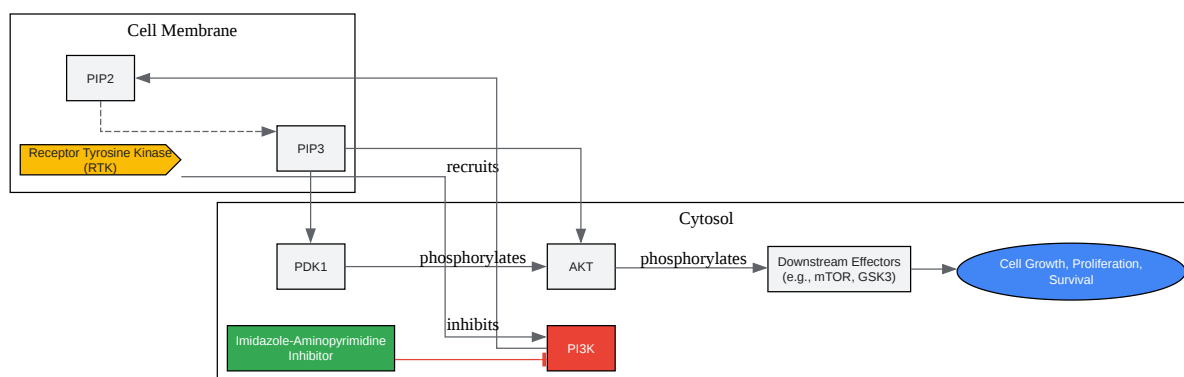 Cell Membrane
PIP2
PIP3
Receptor Tyrosine Kinase
(RTK)
recruits
Cytosol
PDK1
phosphorylates
AKT
phosphorylates
Downstream Effectors
(e.g., mTOR, GSK3)
Cell Growth, Proliferation,
Survival
inhibits
Imidazole-Aminopyrimidine
Inhibitor
PI3K